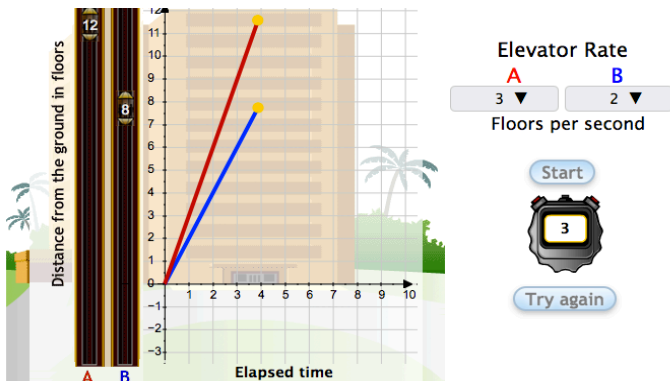 Distance from the ground in floors
12
8
A
B
12
11
10
9
8
7
6
5
4
3
2
1
0
-1
-2
-3
1 2 3 4 5 6 7 8 9 10
Elapsed time
Elevator Rate
A B
3 ▼ 2 ▼
Floors per second
Start
3
Try again